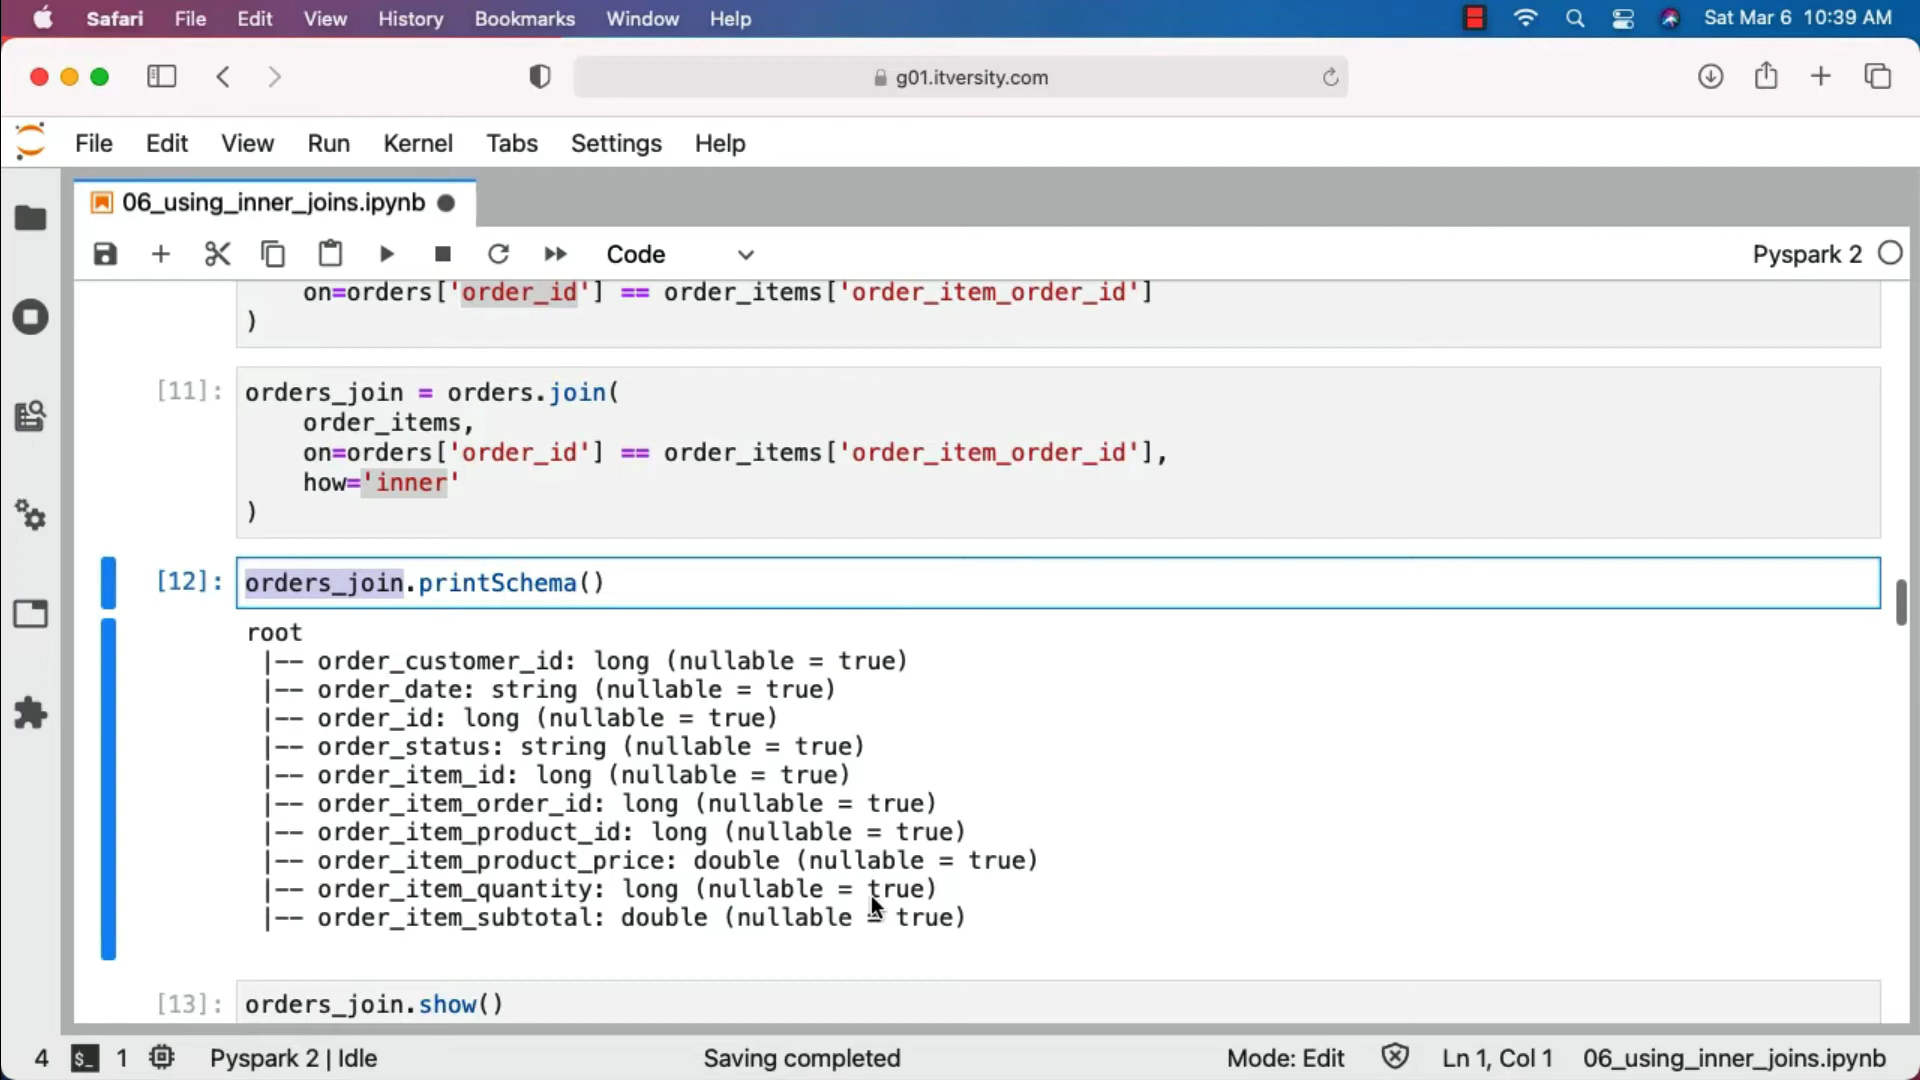 Safari File Edit View History Bookmarks Window Help Sat Mar 6 10:39 AM
g01.itversity.com
File Edit View Run Kernel Tabs Settings Help
06_using_inner_joins.ipynb
Code Pyspark 2
on=orders['order_id'] == order_items['order_item_order_id']
)
[11]: orders_join = orders.join(
order_items,
on=orders['order_id'] == order_items['order_item_order_id'],
how='inner'
)
[12]: orders_join.printSchema()
root
|-- order_customer_id: long (nullable = true)
|-- order_date: string (nullable = true)
|-- order_id: long (nullable = true)
|-- order_status: string (nullable = true)
|-- order_item_id: long (nullable = true)
|-- order_item_order_id: long (nullable = true)
|-- order_item_product_id: long (nullable = true)
|-- order_item_product_price: double (nullable = true)
|-- order_item_quantity: long (nullable = true)
|-- order_item_subtotal: double (nullable = true)
[13]: orders_join.show()
4 $_ 1 Pyspark 2 | Idle Saving completed Mode: Edit Ln 1, Col 1 06_using_inner_joins.ipynb